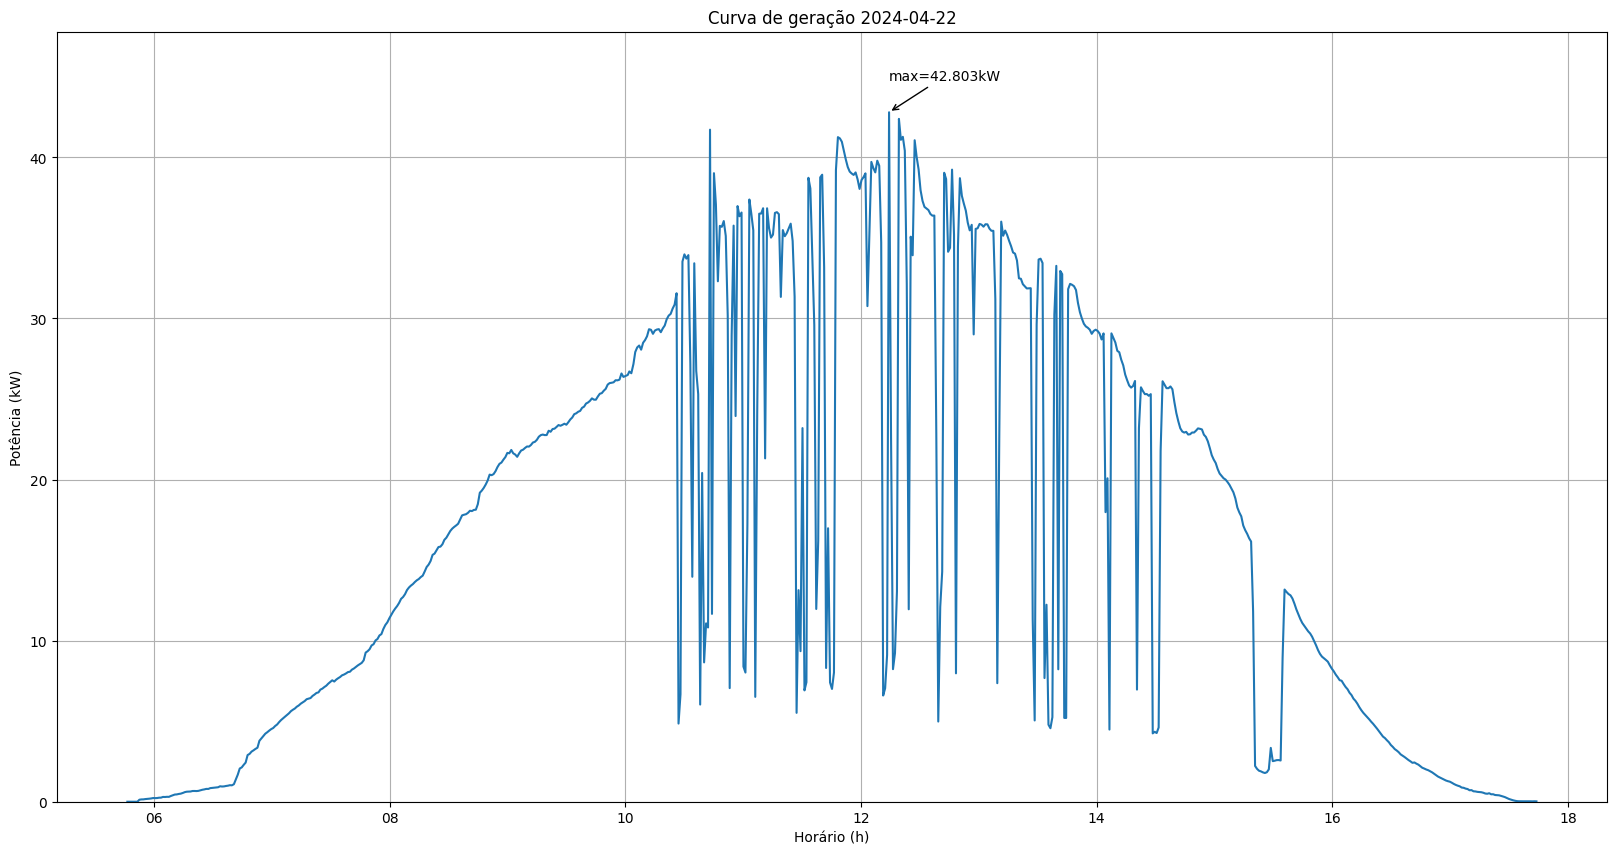 Curva de geração 2024-04-22
max=42.803kW
Potência (kW)
40
30
20
10
0
06 08 10 12 14 16 18
Horário (h)